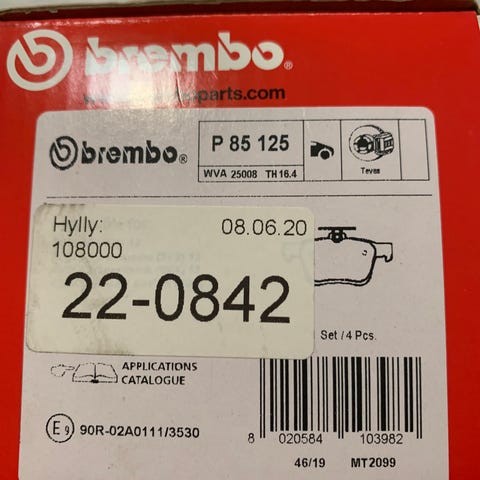 brembo®
parts.com
brembo®
P 85 125
WVA 25008 TH 16.4
Teves
Hylly: 08.06.20
108000
22-0842
Set / 4 Pcs.
APPLICATIONS
CATALOGUE
E9 90R-02A0111/3530
8 020584 103982
46/19 MT2099